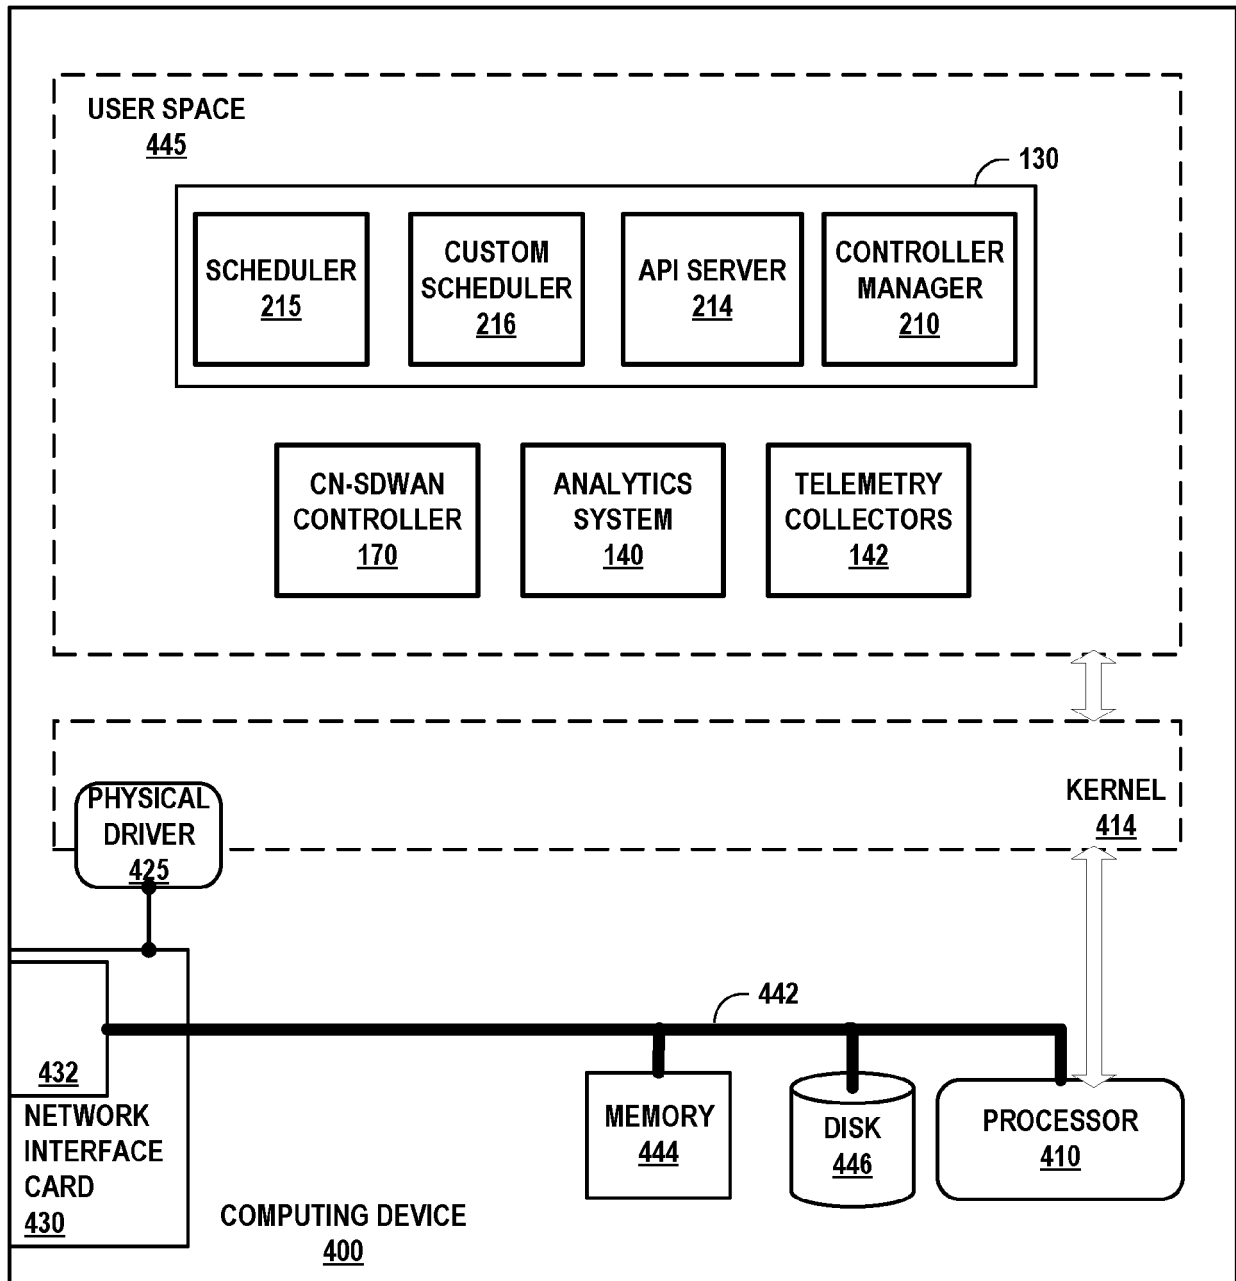 USER SPACE
445
130
SCHEDULER
215
CUSTOM
SCHEDULER
216
API SERVER
214
CONTROLLER
MANAGER
210
CN-SDWAN
CONTROLLER
170
ANALYTICS
SYSTEM
140
TELEMETRY
COLLECTORS
142
PHYSICAL
DRIVER
425
KERNEL
414
442
432
NETWORK
INTERFACE
CARD
430
MEMORY
444
DISK
446
PROCESSOR
410
COMPUTING DEVICE
400